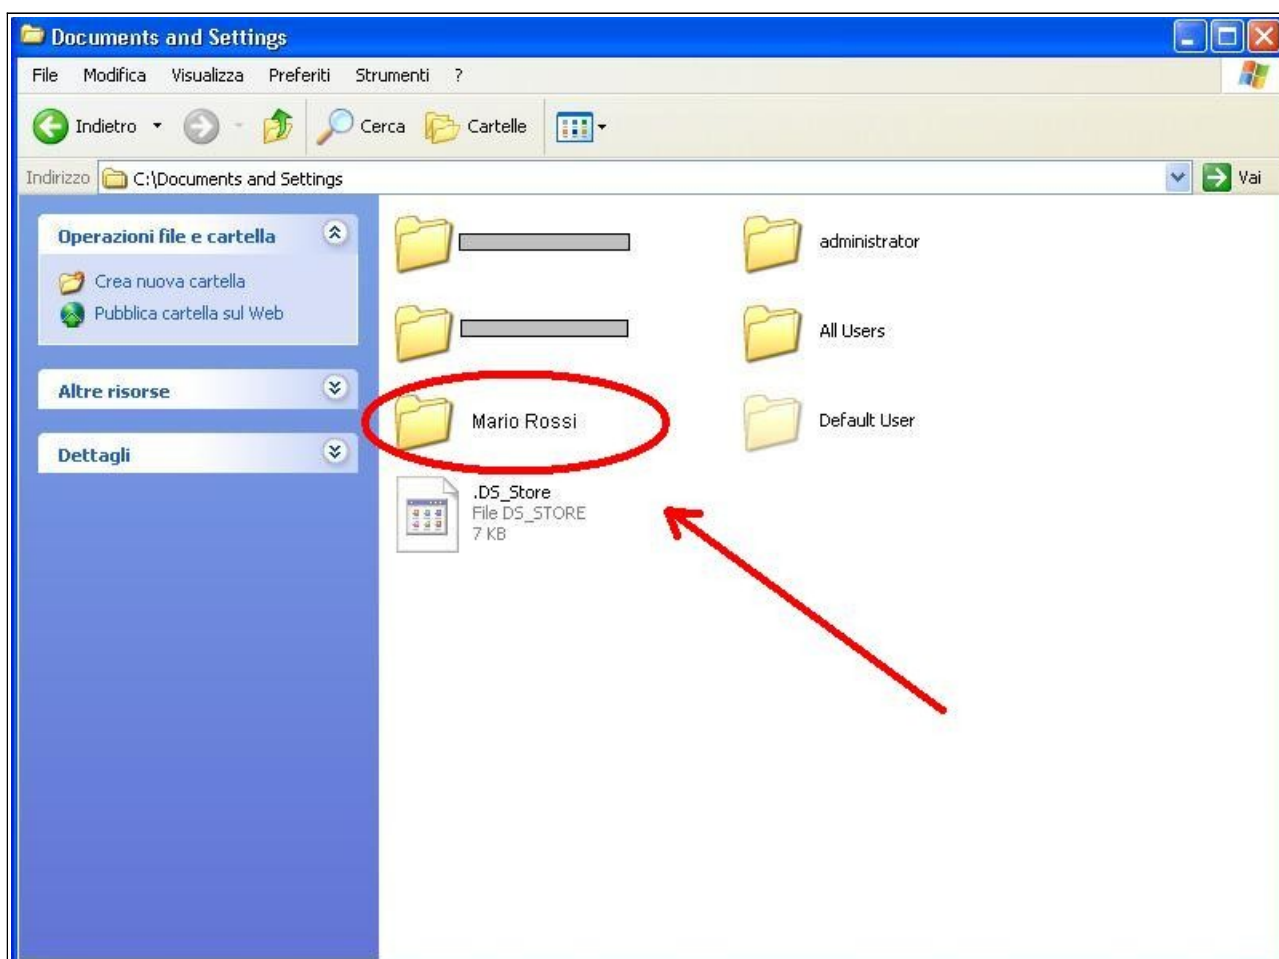 Documents and Settings
File Modifica Visualizza Preferiti Strumenti ?
Indietro Cerca Cartelle
Indirizzo C:\Documents and Settings Vai
Operazioni file e cartella
Crea nuova cartella
Pubblica cartella sul Web
Altre risorse
Dettagli
administrator
All Users
Mario Rossi
Default User
.DS_Store
File DS_STORE
7 KB